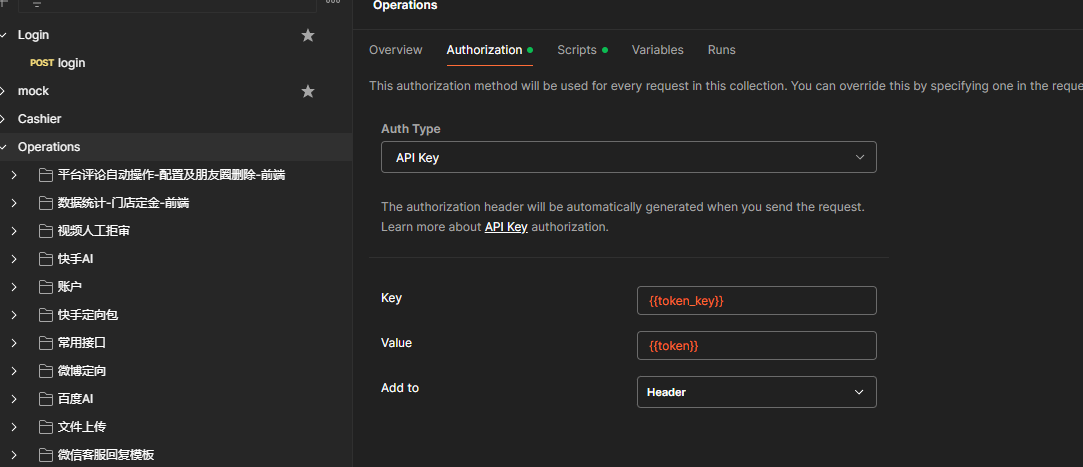 Operations
Login
POST login
mock
Cashier
Operations
平台评论自动操作-配置及朋友圈删除-前端
数据统计-门店定金-前端
视频人工拒审
快手AI
账户
快手定向包
常用接口
微博定向
百度AI
文件上传
微信客服回复模板
Overview
Authorization
Scripts
Variables
Runs
This authorization method will be used for every request in this collection. You can override this by specifying one in the reque
Auth Type
API Key
The authorization header will be automatically generated when you send the request.
Learn more about API Key authorization.
Key
{{token_key}}
Value
{{token}}
Add to
Header